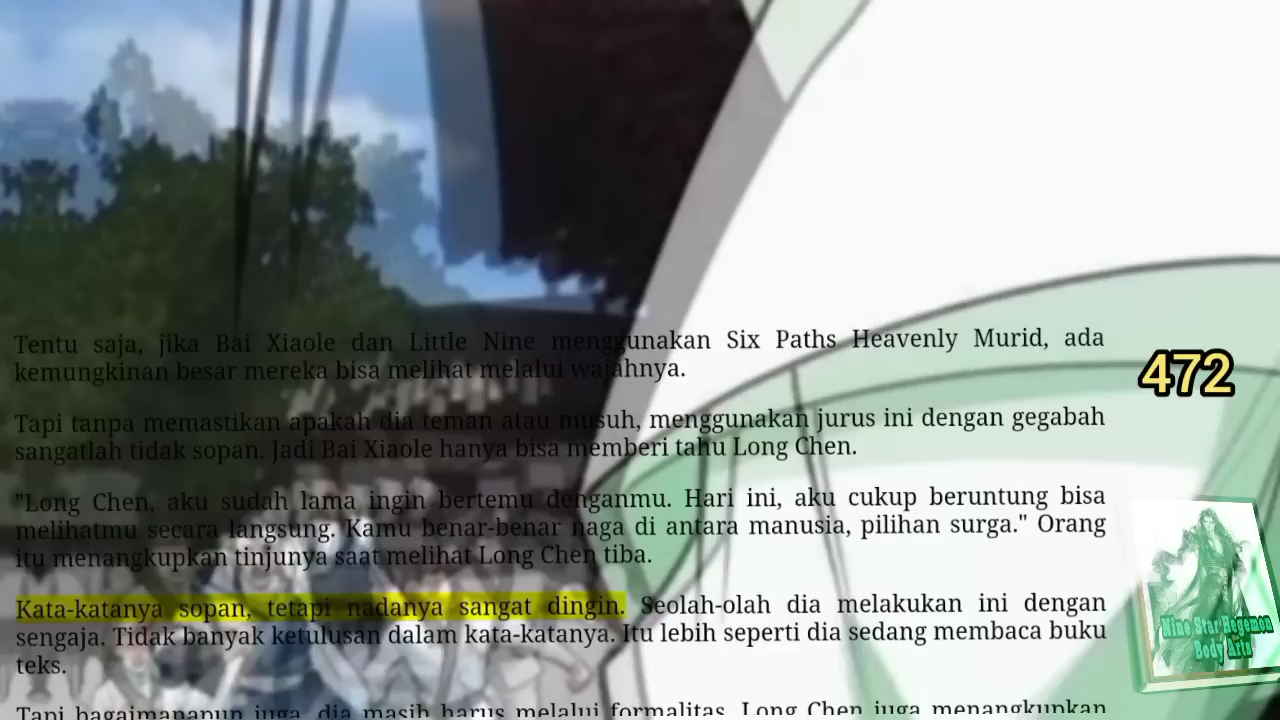 Tentu saja, jika Bai Xiaole dan Little Nine menggunakan Six Paths Heavenly Murid, ada
kemungkinan besar mereka bisa melihat melalui wajahnya.
Tapi tanpa memastikan apakah dia teman atau musuh, menggunakan jurus ini dengan gegabah
sangatlah tidak sopan. Jadi Bai Xiaole hanya bisa memberi tahu Long Chen.
"Long Chen, aku sudah lama ingin bertemu denganmu. Hari ini, aku cukup beruntung bisa
melihatmu secara langsung. Kamu benar-benar naga di antara manusia, pilihan surga." Orang
itu menangkupkan tinjunya saat melihat Long Chen tiba.
Kata-katanya sopan, tetapi nadanya sangat dingin. Seolah-olah dia melakukan ini dengan
sengaja. Tidak banyak ketulusan dalam kata-katanya. Itu lebih seperti dia sedang membaca buku
teks.
Tapi bagaimanapun juga, dia masih harus melalui formalitas. Long Chen juga menangkupkan
472
Nine Star Hegemon
Body Arts